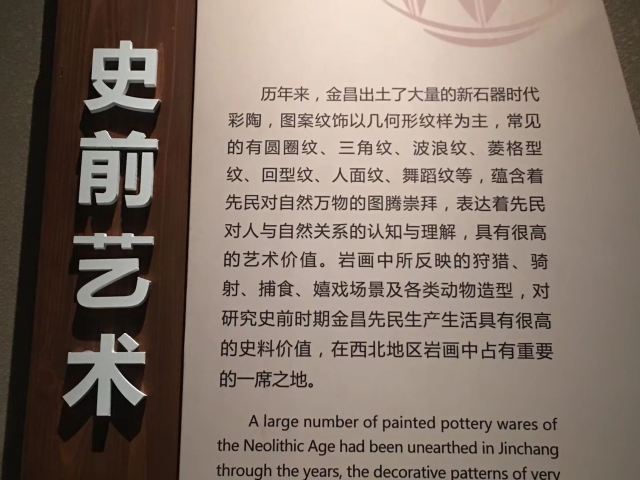 史前艺术
历年来，金昌出土了大量的新石器时代
彩陶，图案纹饰以几何形纹样为主，常见
的有圆圈纹、三角纹、波浪纹、菱格型
纹、回型纹、人面纹、舞蹈纹等，蕴含着
先民对自然万物的图腾崇拜，表达着先民
对人与自然关系的认知与理解，具有很高
的艺术价值。岩画中所反映的狩猎、骑
射、捕食、嬉戏场景及各类动物造型，对
研究史前时期金昌先民生产生活具有很高
的史料价值，在西北地区岩画中占有重要
的一席之地。
A large number of painted pottery wares of
the Neolithic Age had been unearthed in Jinchang
through the years, the decorative patterns of very